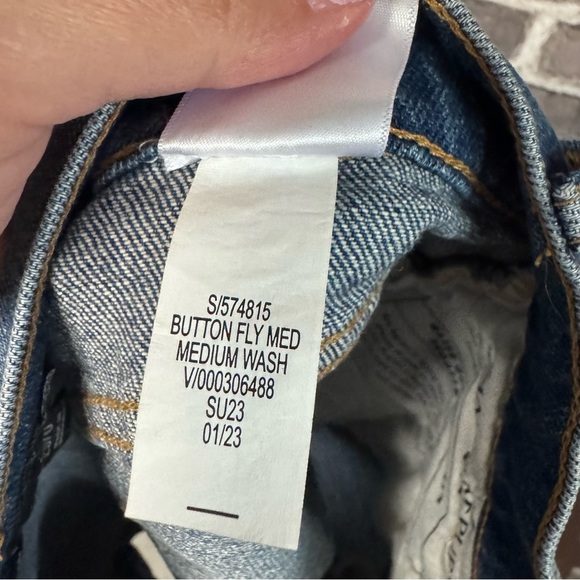 S/574815
BUTTON FLY MED
MEDIUM WASH
V/000306488
SU23
01/23